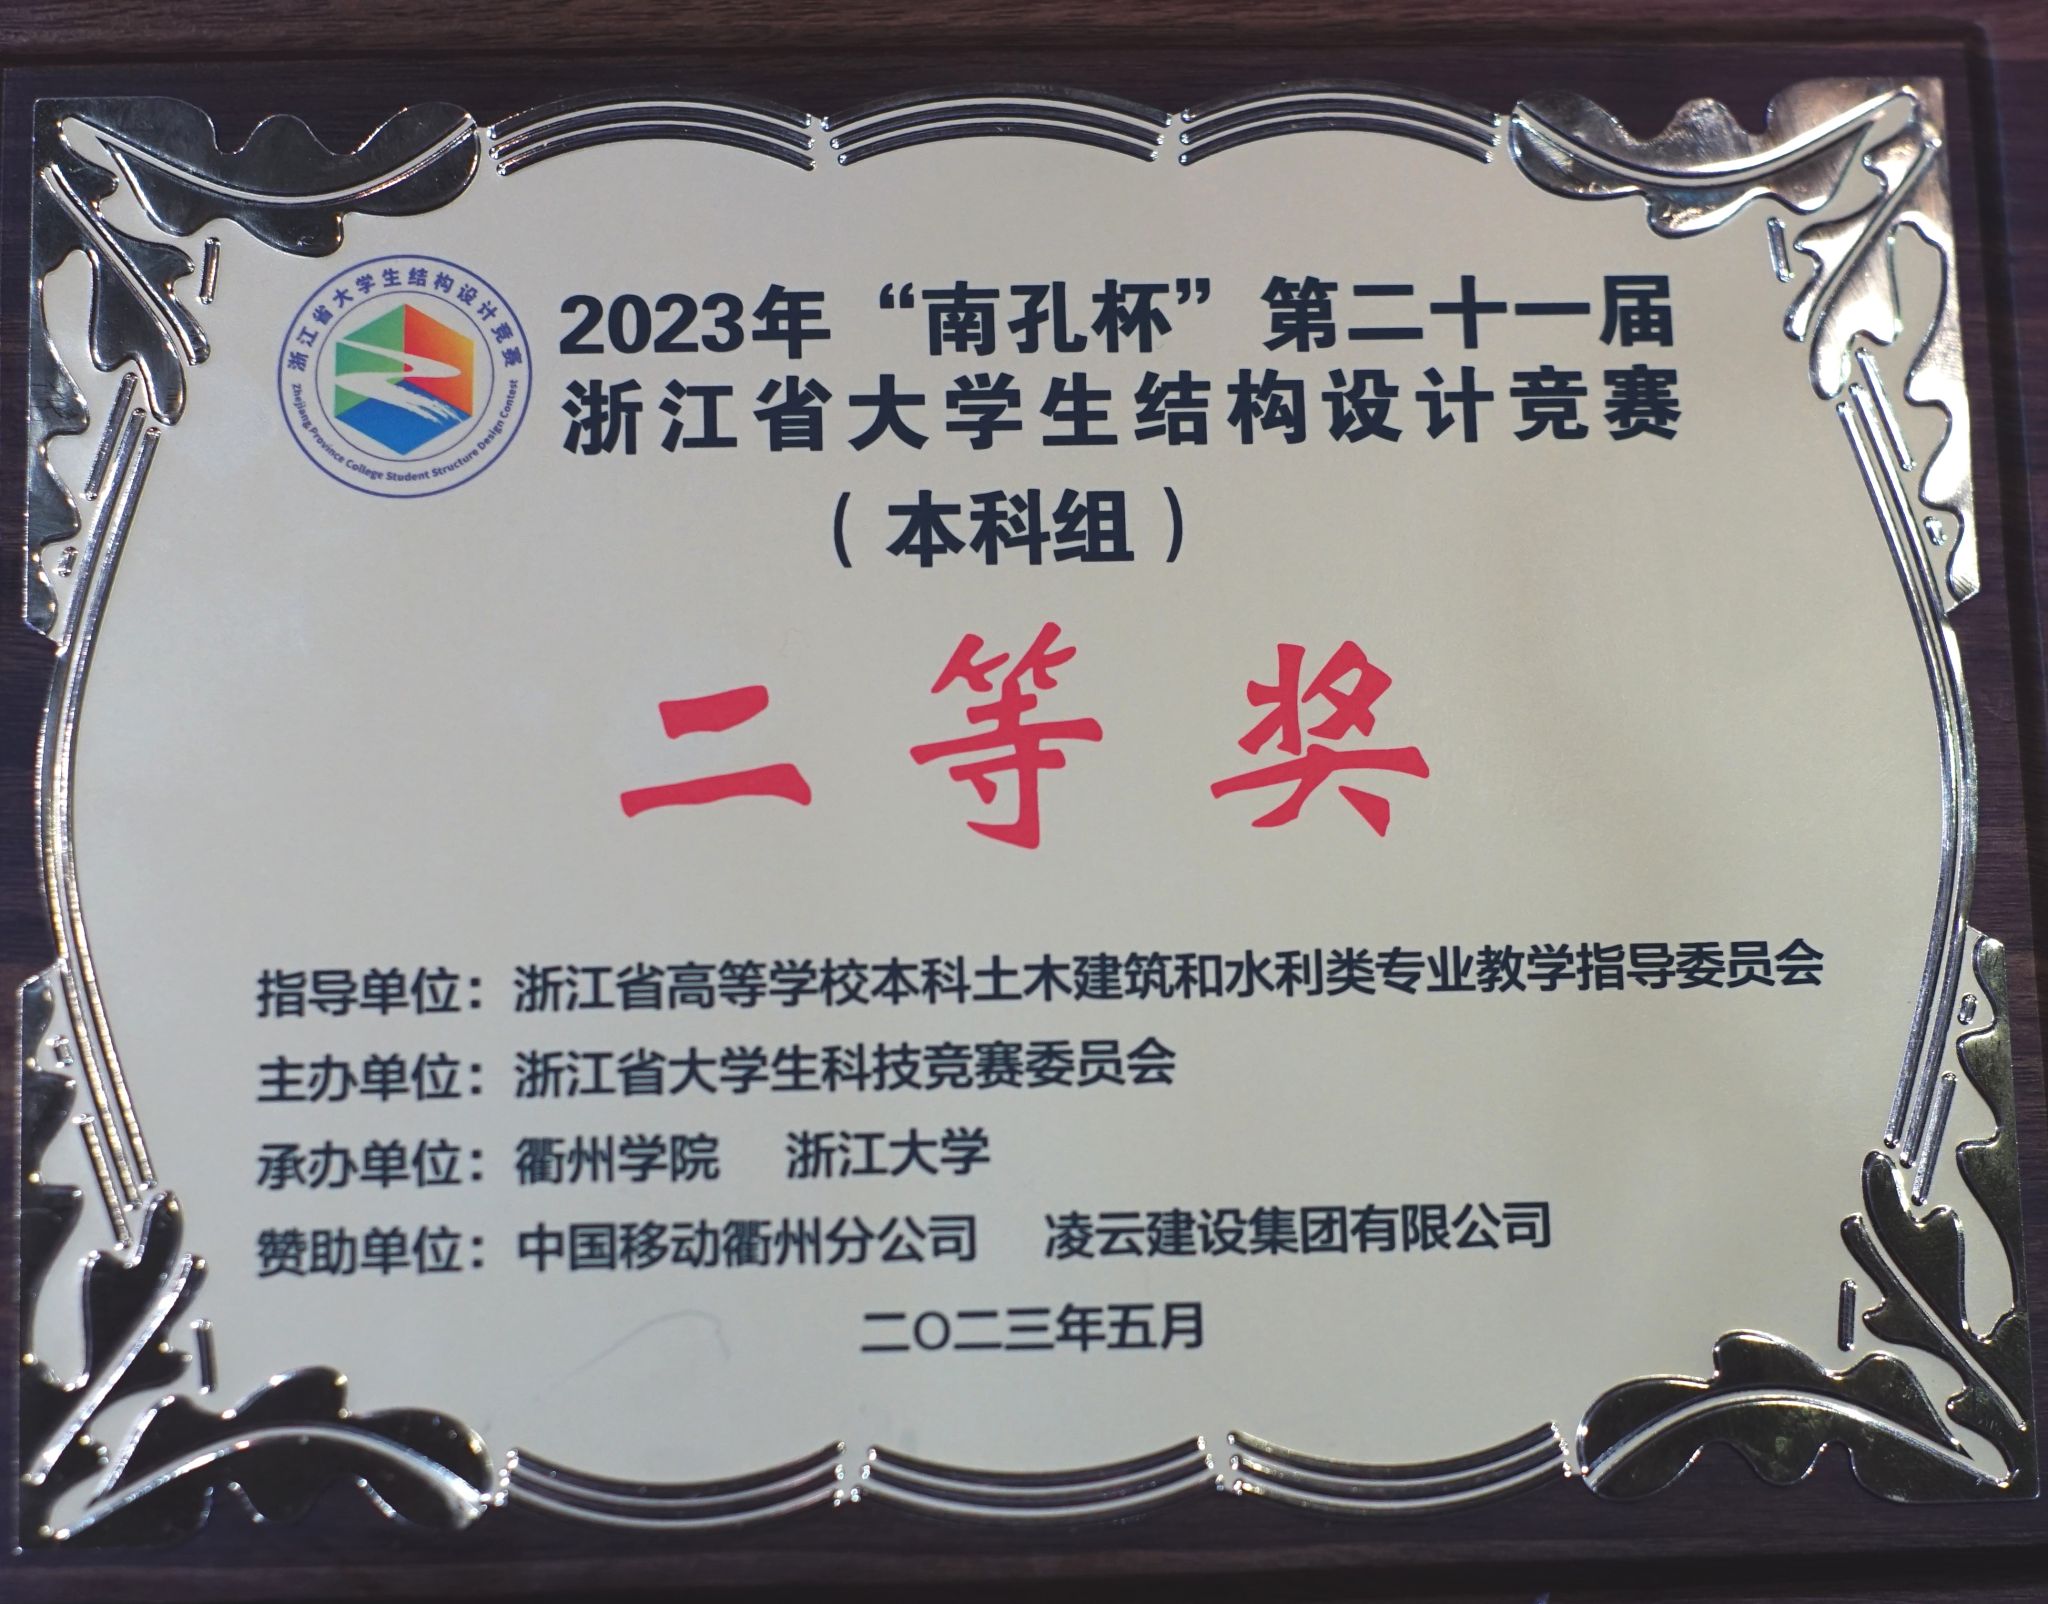 浙江省大学生结构设计竞赛
Zhejiang Province College Student Structure Design Contest
2023年“南孔杯”第二十一届
浙江省大学生结构设计竞赛
（本科组）
二等奖
指导单位：浙江省高等学校本科土木建筑和水利类专业教学指导委员会
主办单位：浙江省大学生科技竞赛委员会
承办单位：衢州学院 浙江大学
赞助单位：中国移动衢州分公司 凌云建设集团有限公司
二〇二三年五月